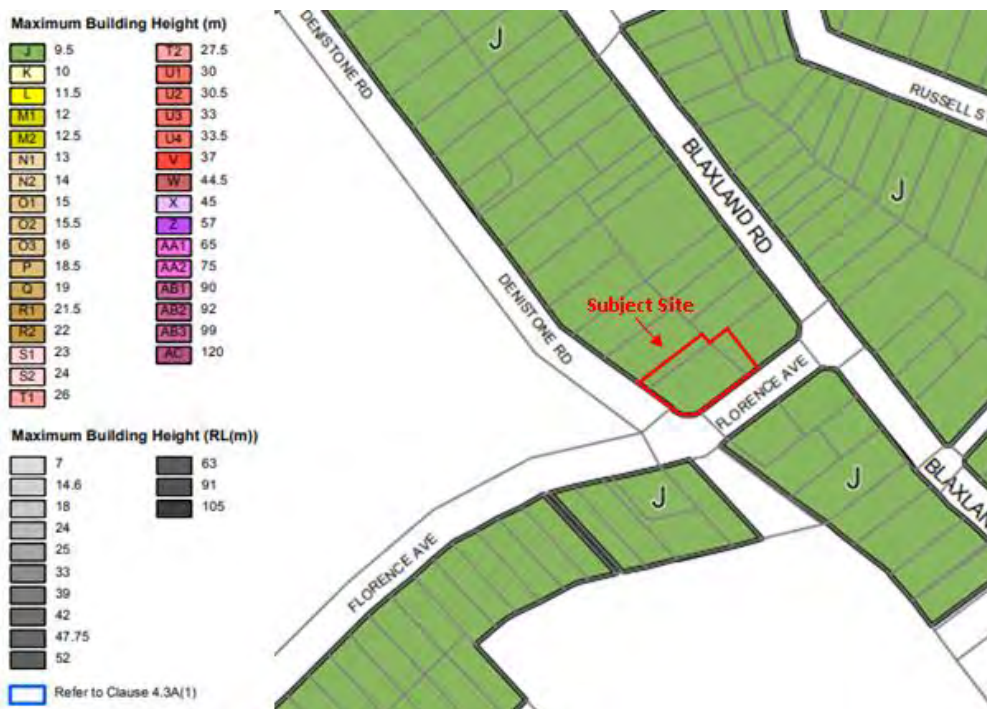 Maximum Building Height (m)
J 9.5
K 10
L 11.5
M1 12
M2 12.5
N1 13
N2 14
O1 15
O2 15.5
O3 16
P 18.5
Q 19
R1 21.5
R2 22
S1 23
S2 24
T1 26
T2 27.5
U1 30
U2 30.5
U3 33
U4 33.5
V 37
W 44.5
X 45
Z 57
AA1 65
AA2 75
AB1 90
AB2 92
AB3 99
AC 120
Maximum Building Height (RL(m))
7
14.6
18
24
25
33
39
42
47.75
52
63
91
105
Refer to Clause 4.3A(1)
DENISTONE RD
J
RUSSELL ST
BLAXLAND RD
J
DENISTONE RD
Subject Site
FLORENCE AVE
J
BLAXLAN
J
FLORENCE AVE